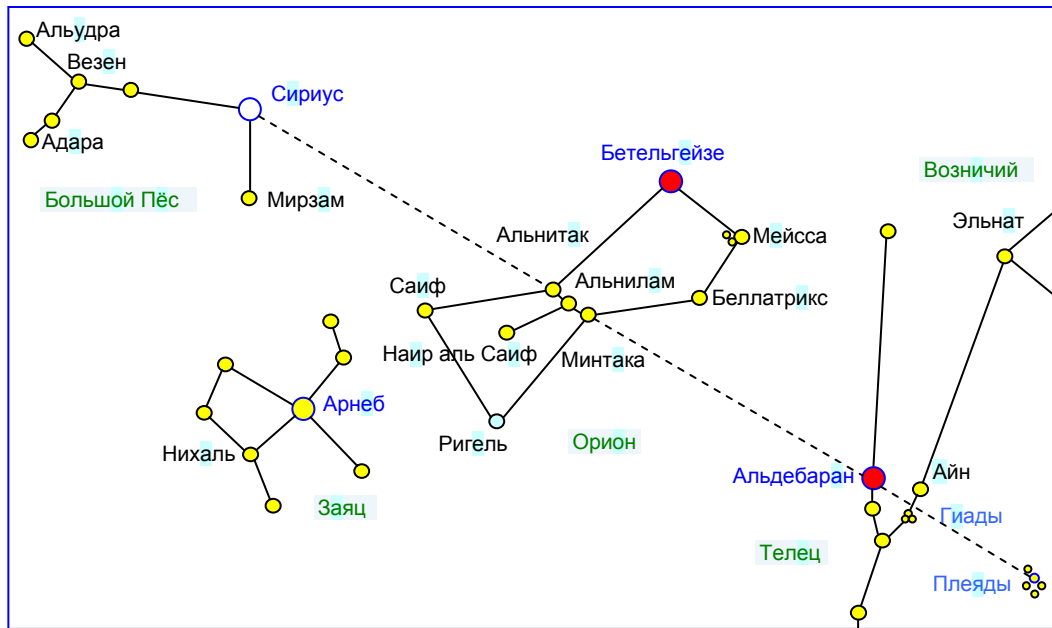 Альудра
Везен
Сириус
Адара
Большой Пёс
Мирзам
Бетельгейзе
Возничий
Эльнат
Альнитак
Мейсса
Саиф
Альнилам
Беллатрикс
Наир аль Саиф
Минтака
Арнеб
Нихаль
Ригель
Орион
Альдебаран
Айн
Заяц
Гиады
Телец
Плеяды